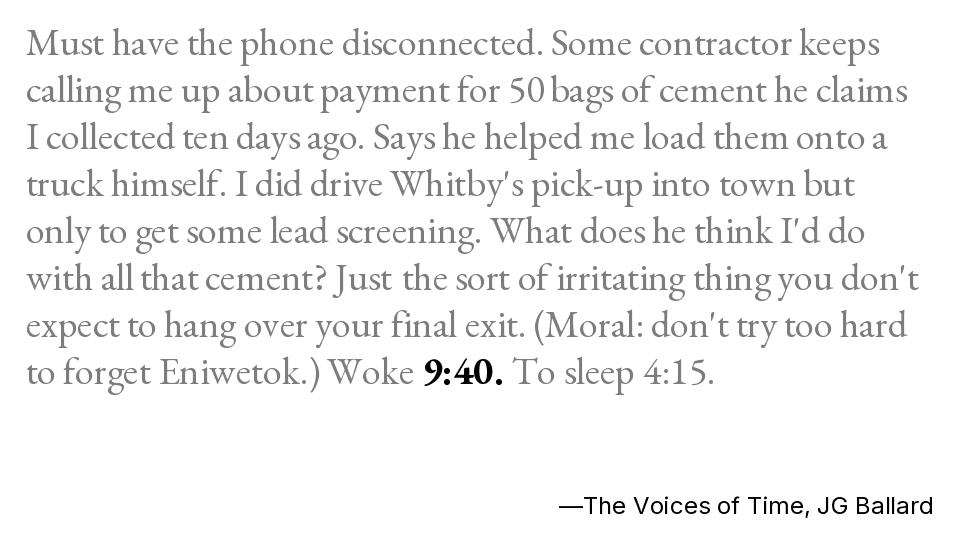 Must have the phone disconnected. Some contractor keeps
calling me up about payment for 50 bags of cement he claims
I collected ten days ago. Says he helped me load them onto a
truck himself. I did drive Whitby's pick-up into town but
only to get some lead screening. What does he think I'd do
with all that cement? Just the sort of irritating thing you don't
expect to hang over your final exit. (Moral: don't try too hard
to forget Eniwetok.) Woke 9:40. To sleep 4:15.
—The Voices of Time, JG Ballard